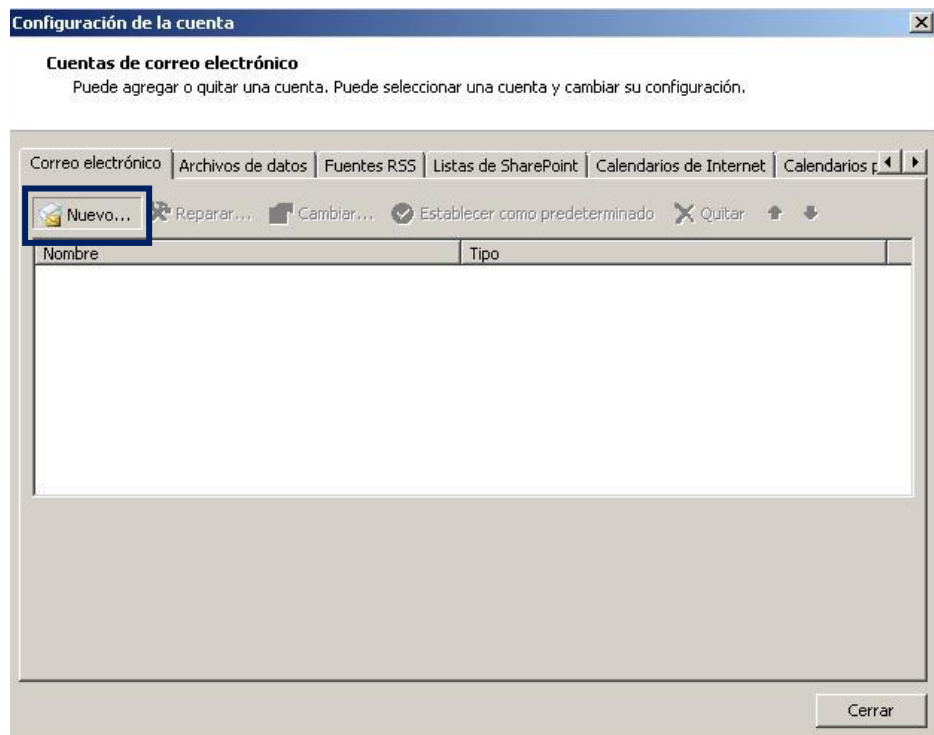 Configuración de la cuenta
Cuentas de correo electrónico
Puede agregar o quitar una cuenta. Puede seleccionar una cuenta y cambiar su configuración.
Correo electrónico Archivos de datos Fuentes RSS Listas de SharePoint Calendarios de Internet Calendarios
Nuevo... Reparar... Cambiar... Establecer como predeterminado Quitar
Nombre Tipo
Cerrar